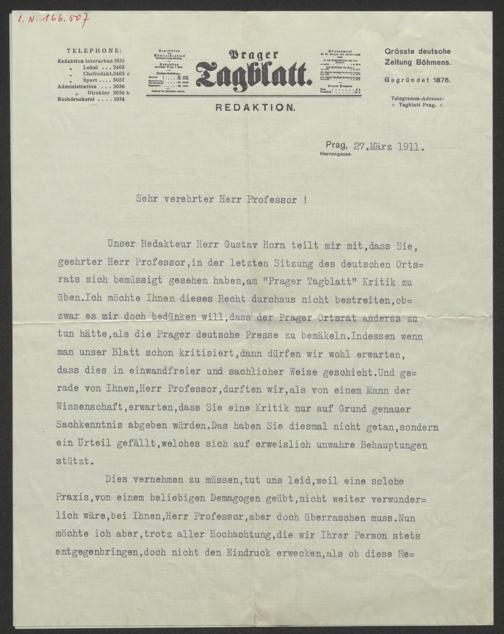 I. N. 166.507
TELEPHONE:
Redaktion interurban 1935
" Lokal ... 2463
" Chefredakt. 2463 c
" Sport .... 3657
Administration ... 2036
" Direktor 2036 b
Buchdruckerei .... 1934
Prager
Tagblatt.
REDAKTION.
Grösste deutsche
Zeitung Böhmens.
Gegründet 1876.
Telegramm-Adresse:
« Tagblatt Prag. »
Prag, 27.März 1911.
Herrengasse.
Sehr verehrter Herr Professor !
Unser Redakteur Herr Gustav Horn teilt mir mit,dass Sie,
geehrter Herr Professor,in der letzten Sitzung des deutschen Orts=
rats sich bemüssigt gesehen haben,am "Prager Tagblatt" Kritik zu
üben.Ich möchte Ihnen dieses Recht durchaus nicht bestreiten,ob=
zwar es mir doch bedünken will,dass der Prager Ortsrat anderes zu
tun hätte,als die Prager deutsche Presse zu bemäkeln.Indessen wenn
man unser Blatt schon kritisiert,dann dürfen wir wohl erwarten,
dass dies in einwandfreier und sachlicher Weise geschieht.Und ge=
rade von Ihnen,Herr Professor,durften wir,als von einem Mann der
Wissenschaft,erwarten,dass Sie eine Kritik nur auf Grund genauer
Sachkenntnis abgeben würden.Das haben Sie diesmal nicht getan,sondern
ein Urteil gefällt,welches sich auf erweislich unwahre Behauptungen
stützt.
Dies vernehmen zu müssen,tut uns leid,weil eine solche
Praxis,von einem beliebigen Demagogen geübt,nicht weiter verwunder=
lich wäre,bei Ihnen,Herr Professor,aber doch überraschen muss.Nun
möchte ich aber,trotz aller Hochachtung,die wir Ihrer Person stets
entgegenbringen,doch nicht den Eindruck erwecken,als ob diese Re=